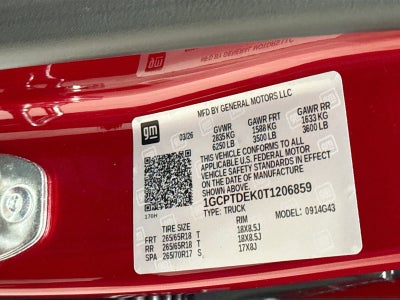 MFD BY GENERAL MOTORS LLC
gm
03/26
GVWR GAWR FRT GAWR RR
2835 KG 1588 KG 1633 KG
6250 LB 3500 LB 3600 LB
THIS VEHICLE CONFORMS TO ALL
APPLICABLE U.S. FEDERAL MOTOR
VEHICLE SAFETY STANDARDS IN EFFECT
ON THE DATE OF MANUFACTURE
SHOWN ABOVE.
170H
1GCPTDEK0T1206859
TYPE: TRUCK MODEL: 0914G43
TIRE SIZE RIM
FRT 265/65R18 T 18X8.5J
RR 265/65R18 T 18X8.5J
SPA 265/70R17 S 17X8J